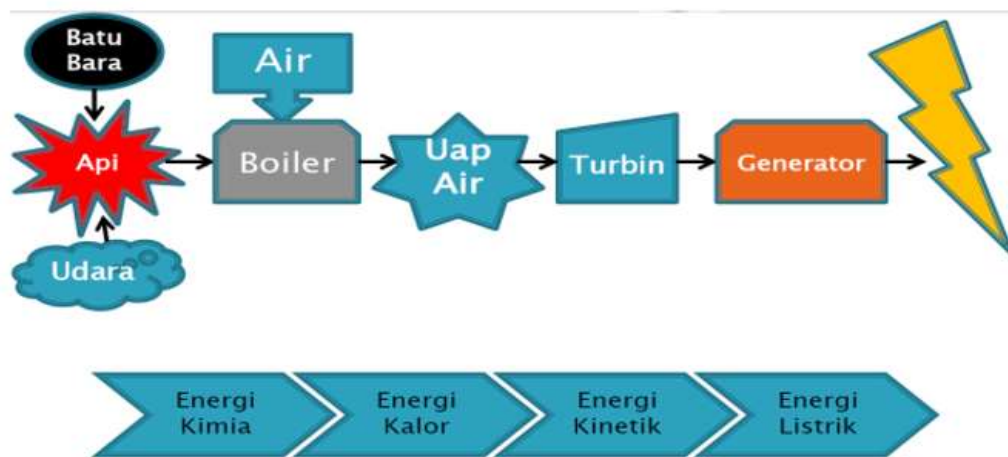 Batu
Bara
Air
Api
Boiler
Uap
Air
Turbin
Generator
Udara
Energi
Kimia
Energi
Kalor
Energi
Kinetik
Energi
Listrik